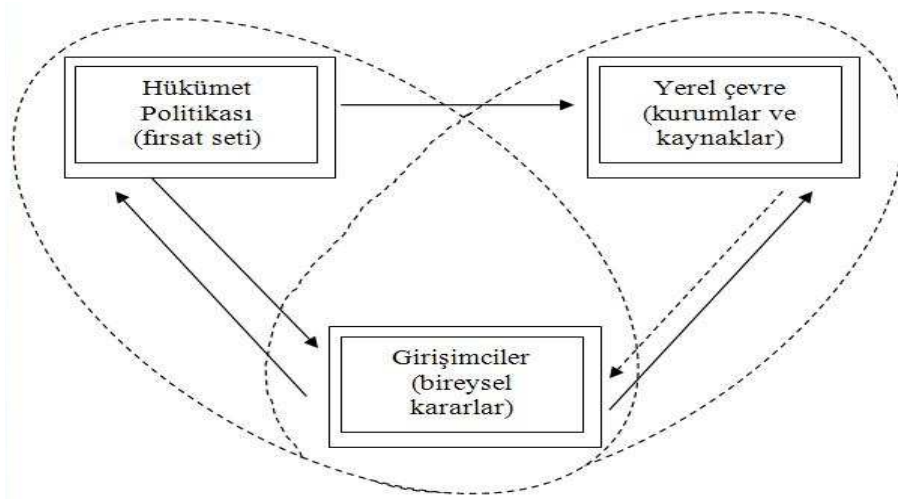 Hükümet
Politikası
(fırsat seti)
Yerel çevre
(kurumlar ve
kaynaklar)
Girişimciler
(bireysel
kararlar)